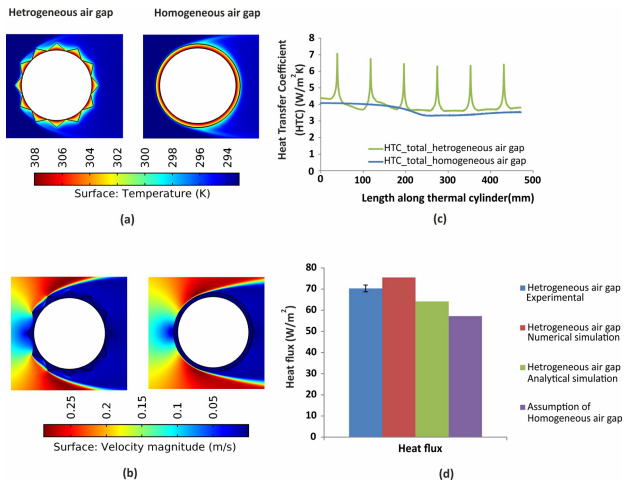 Hetrogeneous air gap
Homogeneous air gap
308 306 304 302 300 298 296 294
Surface: Temperature (K)
(a)
Heat Transfer Coefficient
(HTC) (W/m²K)
8
7
6
5
4
3
2
1
0
HTC_total_hetrogeneous air gap
HTC_total_homogeneous air gap
0 100 200 300 400 500
Length along thermal cylinder(mm)
(c)
0.25 0.2 0.15 0.1 0.05
Surface: Velocity magnitude (m/s)
(b)
Heat flux (W/m²)
80
70
60
50
40
30
20
10
0
Heat flux
Hetrogeneous air gap
Experimental
Hetrogeneous air gap
Numerical simulation
Hetrogeneous air gap
Analytical simulation
Assumption of
Homogeneous air gap
(d)